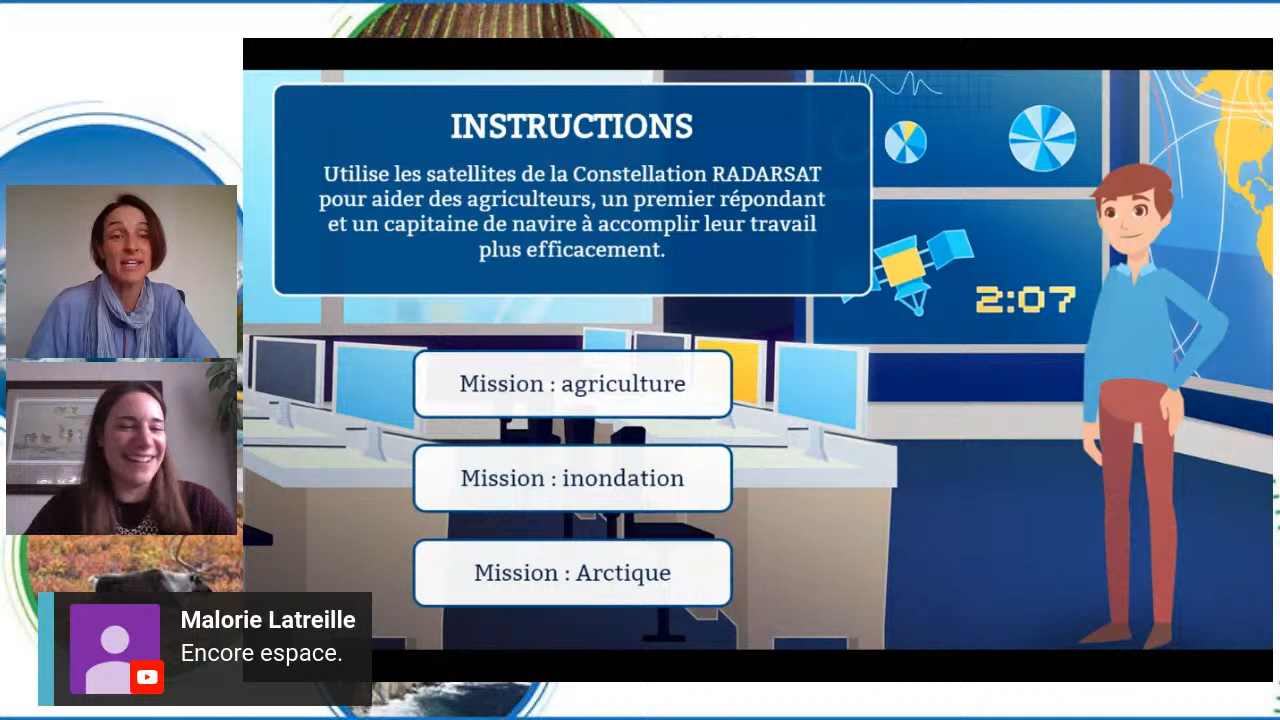 INSTRUCTIONS
Utilise les satellites de la Constellation RADARSAT
pour aider des agriculteurs, un premier répondant
et un capitaine de navire à accomplir leur travail
plus efficacement.
2:07
Mission : agriculture
Mission : inondation
Mission : Arctique
Malorie Latreille
Encore espace.